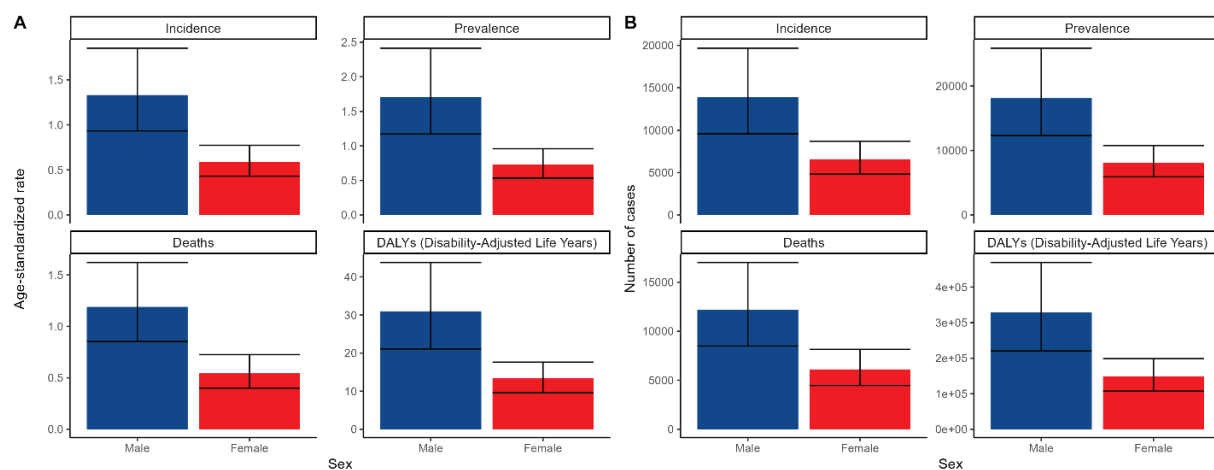 A
Age-standardized rate
Incidence
1.5
1.0
0.5
0.0
Prevalence
2.5
2.0
1.5
1.0
0.5
0.0
Deaths
1.5
1.0
0.5
0.0
Male
Female
DALYs (Disability-Adjusted Life Years)
40
30
20
10
0
Male
Female
Sex
B
Number of cases
Incidence
20000
15000
10000
5000
0
Prevalence
20000
10000
0
Deaths
15000
10000
5000
0
Male
Female
DALYs (Disability-Adjusted Life Years)
4e+05
3e+05
2e+05
1e+05
0e+00
Male
Female
Sex